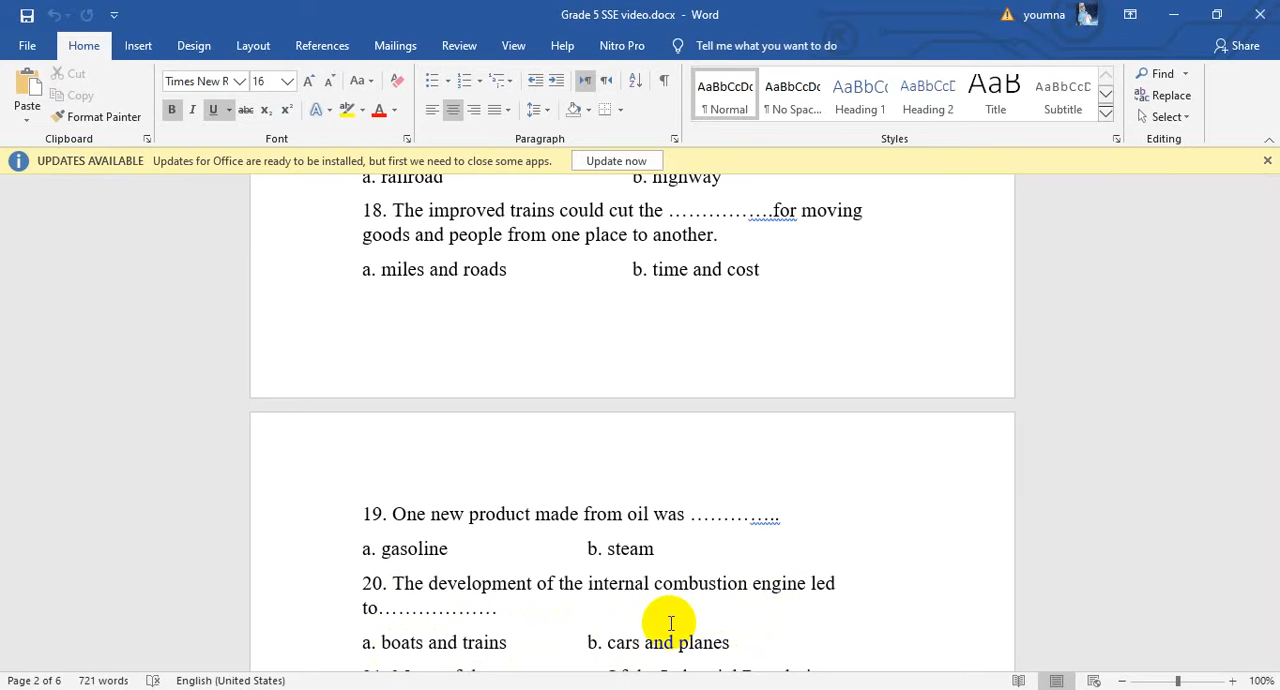 Grade 5 SSE video.docx - Word
youmna
File Home Insert Design Layout References Mailings Review View Help Nitro Pro Tell me what you want to do Share
Cut
Copy
Paste
Format Painter
Times New R 16
Aa
B I U abc X₂ X²
AaBbCcDc AaBbCcDc AaBbCc AaBbCcD AaB AaBbCcD
¶ Normal ¶ No Spac... Heading 1 Heading 2 Title Subtitle
Find
Replace
Select
Clipboard Font Paragraph Styles Editing
UPDATES AVAILABLE Updates for Office are ready to be installed, but first we need to close some apps. Update now
a. railroad b. highway
18. The improved trains could cut the …………….for moving
goods and people from one place to another.
a. miles and roads b. time and cost
19. One new product made from oil was …………..
a. gasoline b. steam
20. The development of the internal combustion engine led
to………………
a. boats and trains b. cars and planes
Page 2 of 6 721 words English (United States) 100%